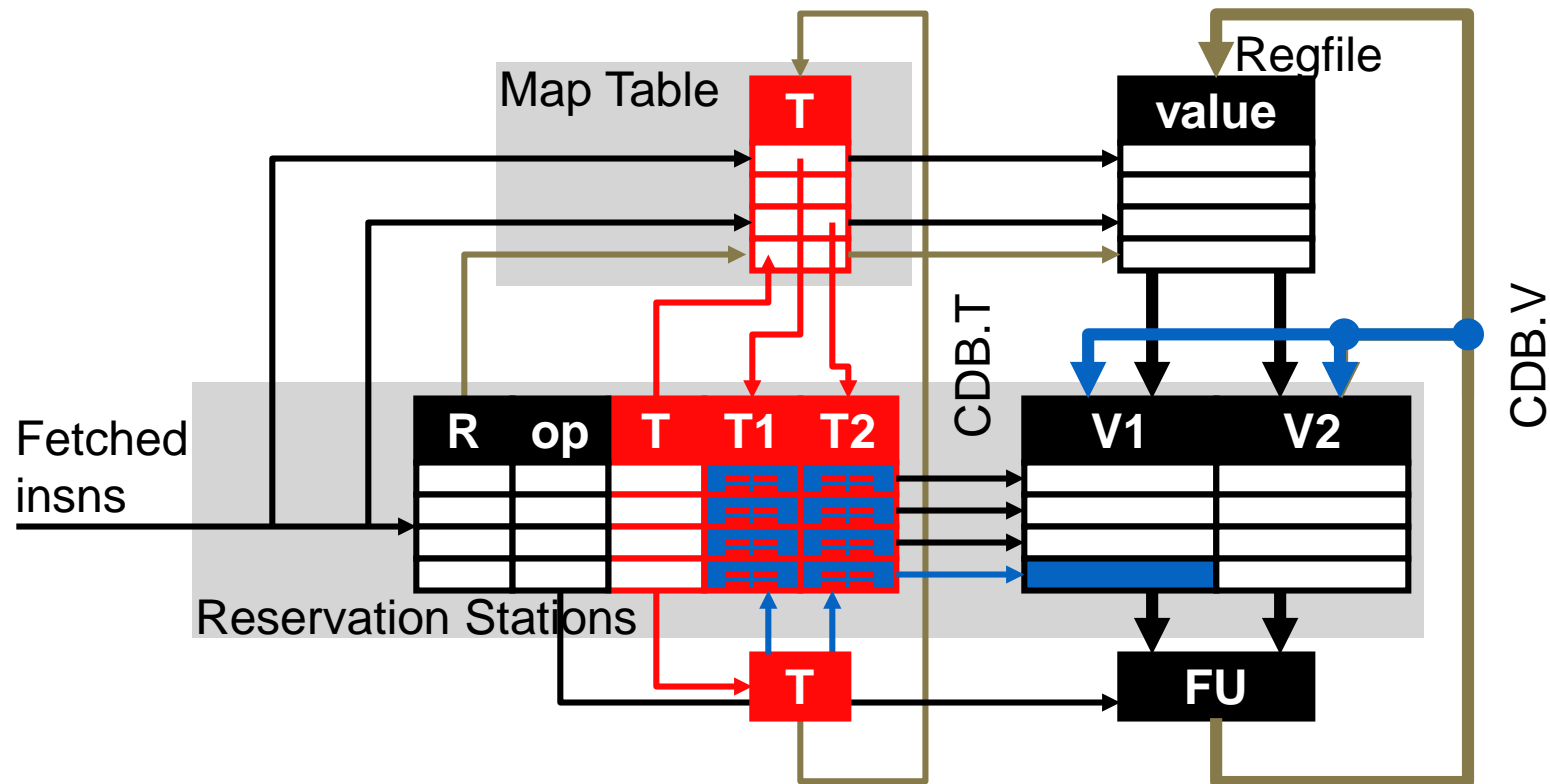 Regfile
Map Table
T
value
CDB.T
CDB.V
Fetched
insns
R op T T1 T2
V1 V2
== ==
== ==
== ==
== ==
Reservation Stations
T
FU